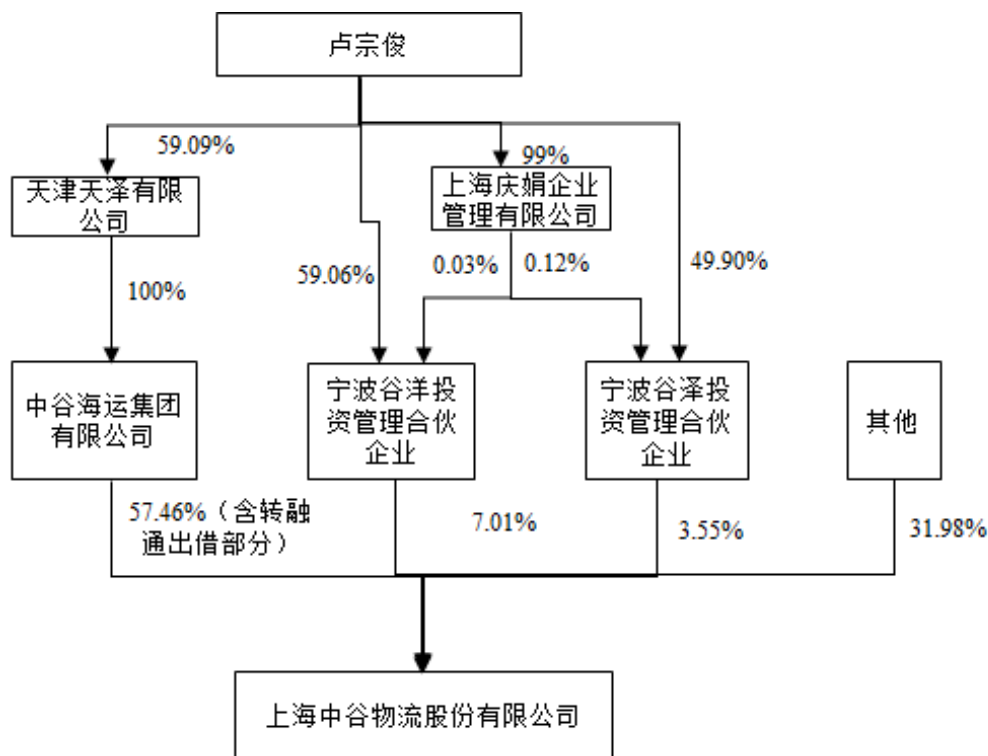 卢宗俊
59.09%
99%
天津天泽有限
公司
上海庆娟企业
管理有限公司
100%
59.06%
0.03%
0.12%
49.90%
中谷海运集团
有限公司
宁波谷洋投
资管理合伙
企业
宁波谷泽投
资管理合伙
企业
其他
57.46%（含转融
通出借部分）
7.01%
3.55%
31.98%
上海中谷物流股份有限公司